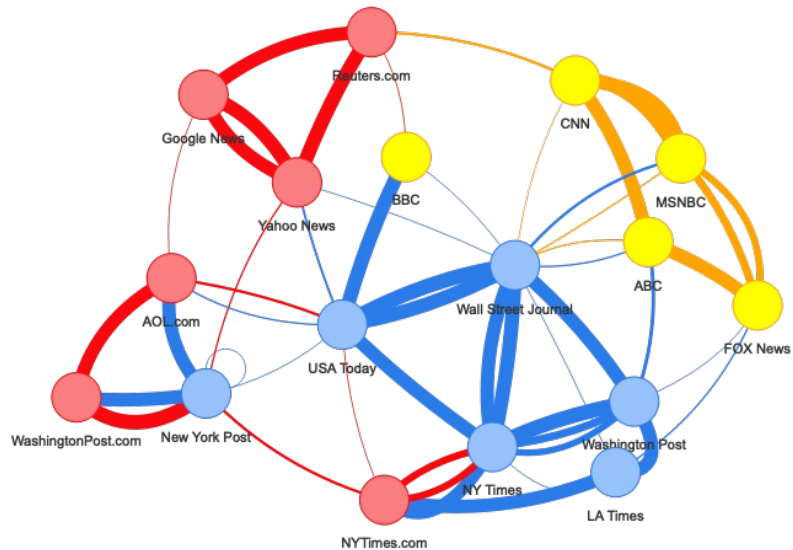 Reuters.com
CNN
Google News
BBC
MSNBC
Yahoo News
ABC
Wall Street Journal
AOL.com
FOX News
USA Today
WashingtonPost.com
New York Post
Washington Post
NY Times
LA Times
NYTimes.com